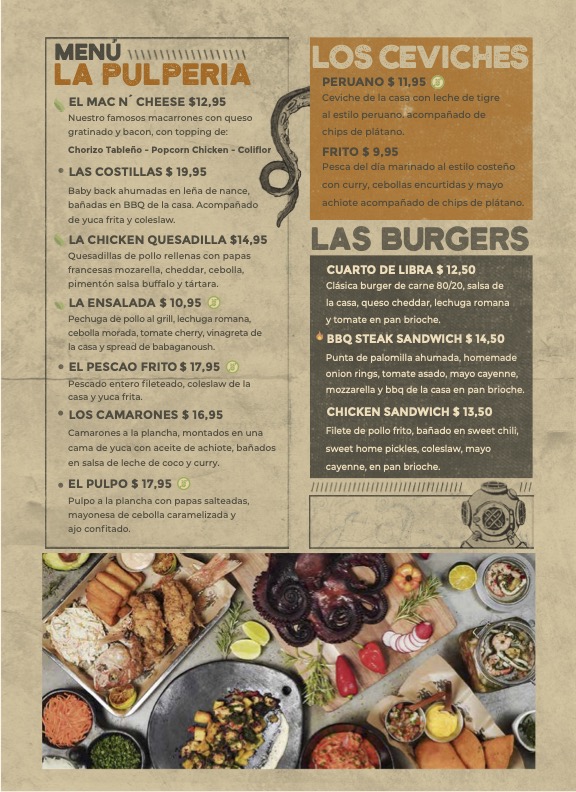 MENÚ
LA PULPERIA
EL MAC N´ CHEESE $12,95
Nuestro famosos macarrones con queso
gratinado y bacon, con topping de:
Chorizo Tableño - Popcorn Chicken - Coliflor
LAS COSTILLAS $ 19,95
Baby back ahumadas en leña de nance,
bañadas en BBQ de la casa. Acompañado
de yuca frita y coleslaw.
LA CHICKEN QUESADILLA $14,95
Quesadillas de pollo rellenas con papas
francesas mozarella, cheddar, cebolla,
pimentón salsa buffalo y tártara.
LA ENSALADA $ 10,95
Pechuga de pollo al grill, lechuga romana,
cebolla morada, tomate cherry, vinagreta de
la casa y spread de babaganoush.
EL PESCAO FRITO $ 17,95
Pescado entero fileteado, coleslaw de la
casa y yuca frita.
LOS CAMARONES $ 16,95
Camarones a la plancha, montados en una
cama de yuca con aceite de achiote, bañados
en salsa de leche de coco y curry.
EL PULPO $ 17,95
Pulpo a la plancha con papas salteadas,
mayonesa de cebolla caramelizada y
ajo confitado.
LOS CEVICHES
PERUANO $ 11,95
Ceviche de la casa con leche de tigre
al estilo peruano. acompañado de
chips de plátano.
FRITO $ 9,95
Pesca del día marinado al estilo costeño
con curry, cebollas encurtidas y mayo
achiote acompañado de chips de plátano.
LAS BURGERS
CUARTO DE LIBRA $ 12,50
Clásica burger de carne 80/20, salsa de
la casa, queso cheddar, lechuga romana
y tomate en pan brioche.
BBQ STEAK SANDWICH $ 14,50
Punta de palomilla ahumada, homemade
onion rings, tomate asado, mayo cayenne,
mozzarella y bbq de la casa en pan brioche.
CHICKEN SANDWICH $ 13,50
Filete de pollo frito, bañado en sweet chili,
sweet home pickles, coleslaw, mayo
cayenne, en pan brioche.